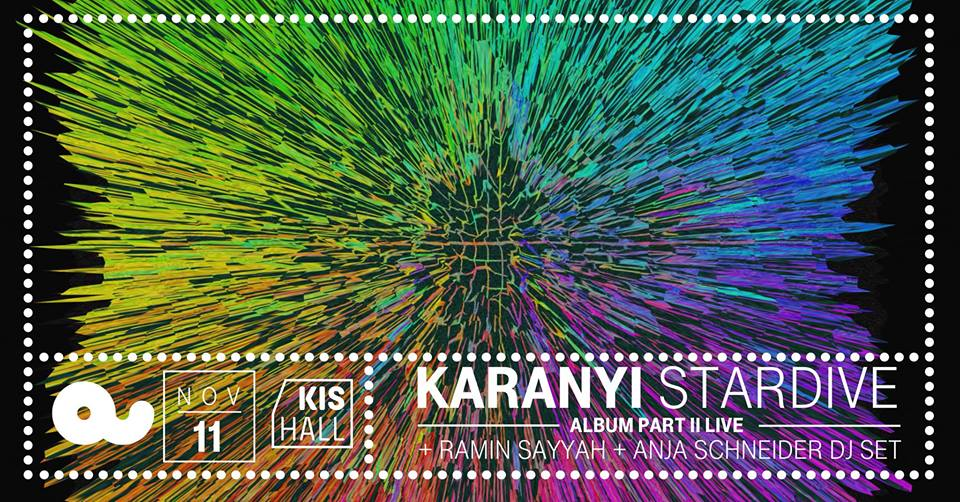 NOV
11
KIS
HALL
KARANYI STARDIVE
ALBUM PART II LIVE
+ RAMIN SAYYAH + ANJA SCHNEIDER DJ SET